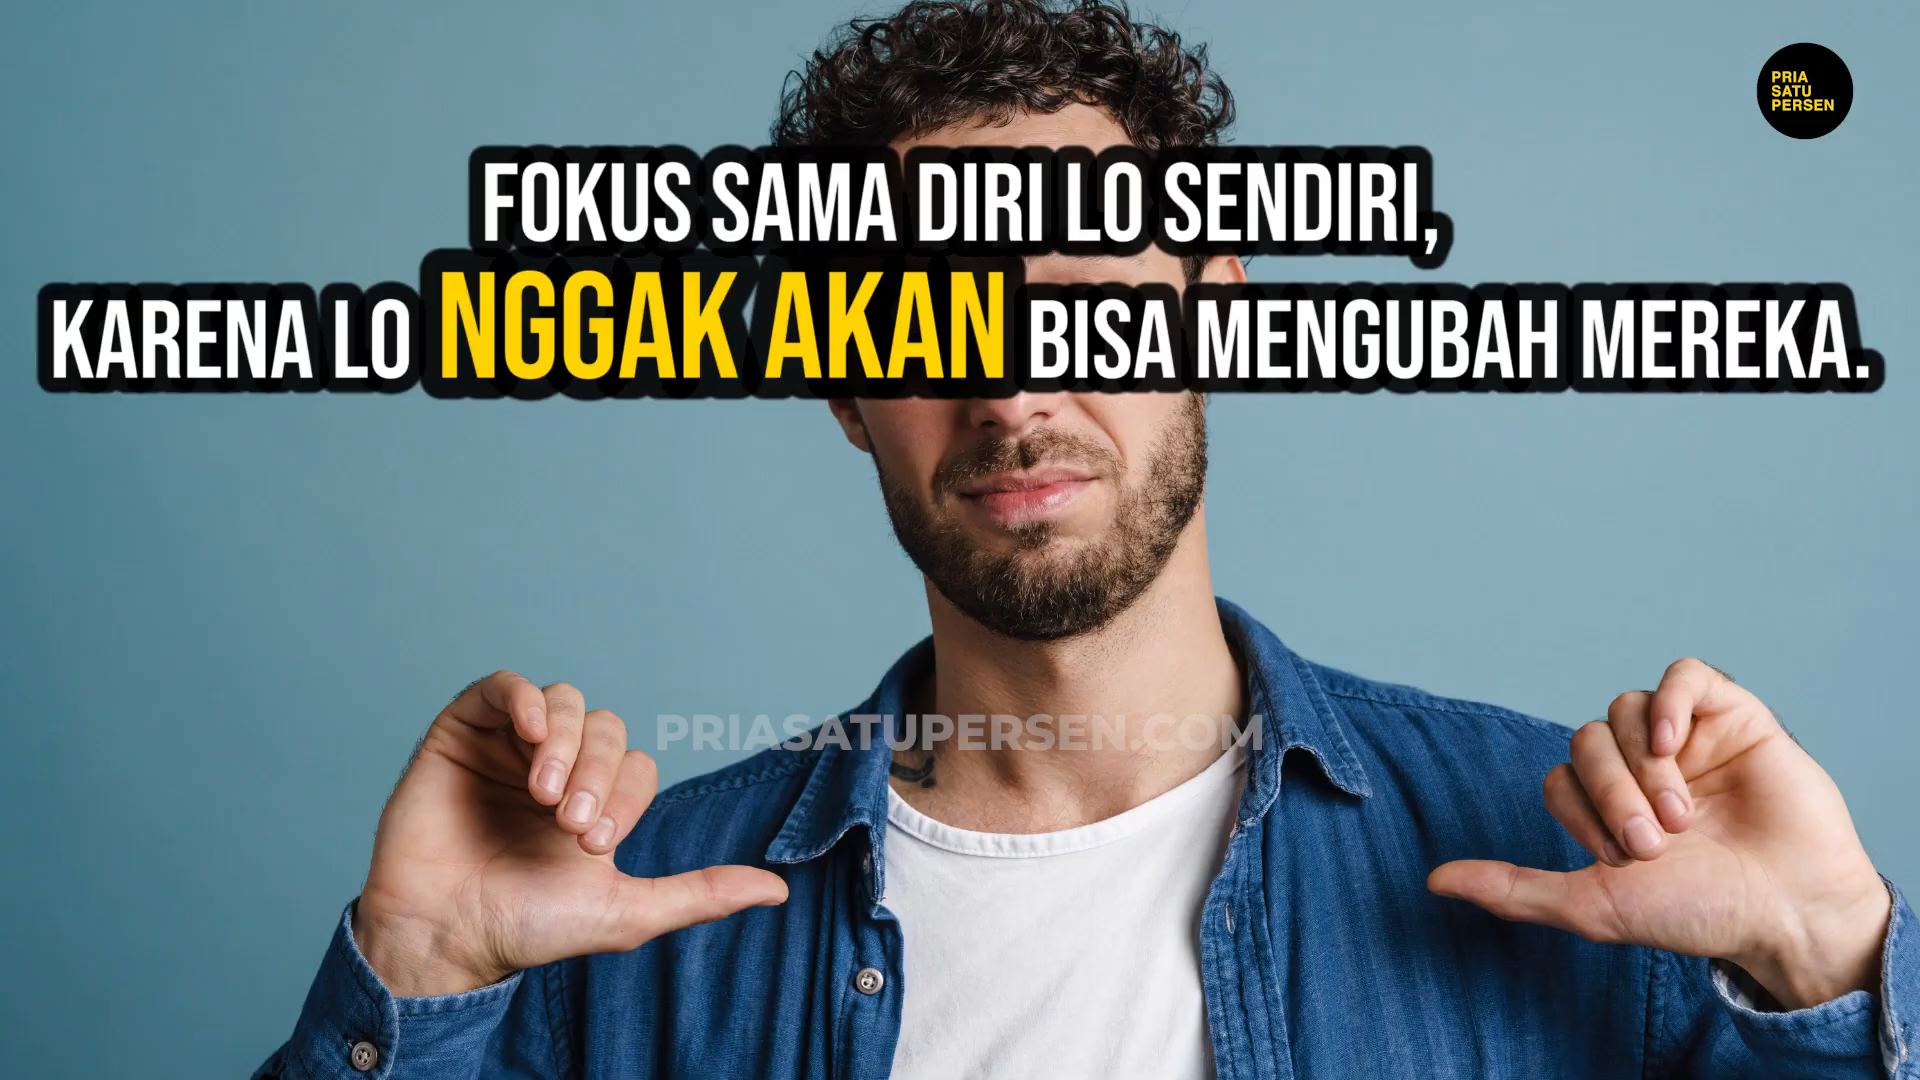 PRIA
SATU
PERSEN
FOKUS SAMA DIRI LO SENDIRI,
KARENA LO NGGAK AKAN BISA MENGUBAH MEREKA.
PRIASATUPERSEN.COM